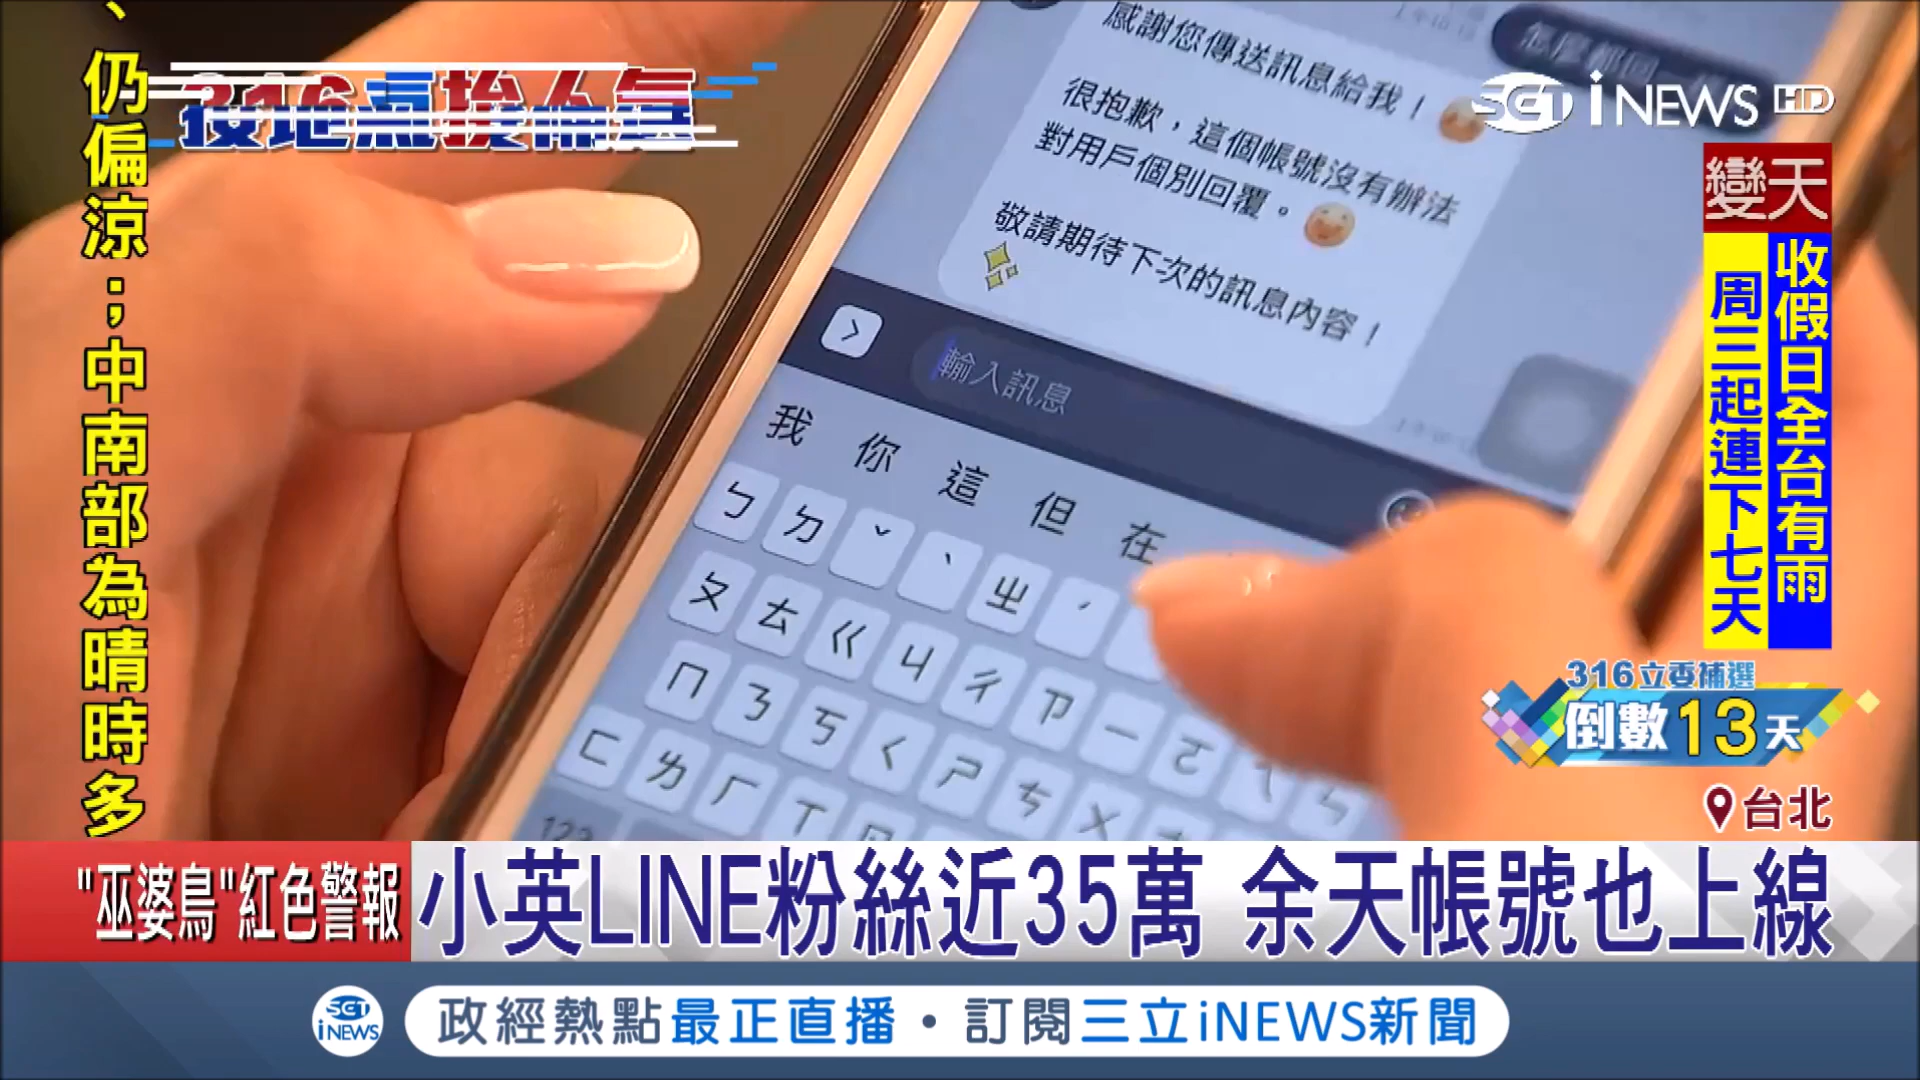 仍偏涼；中南部為晴時多
SET iNEWS HD
變天
收假日全台有雨
周三起連下七天
316立委補選
倒數13天
台北
感謝您傳送訊息給我！
很抱歉，這個帳號沒有辦法
對用戶個別回覆。
敬請期待下次的訊息內容！
輸入訊息
我 你 這 但 在
ㄅ ㄉ ˇ ˋ ㄓ ˊ
ㄆ ㄊ ㄍ ㄐ ㄔ ㄗ ㄧ ㄛ ㄟ ㄣ
ㄇ ㄋ ㄎ ㄑ ㄕ ㄘ ㄨ
ㄈ ㄌ ㄏ ㄒ ㄖ
123
"巫婆鳥"紅色警報
小英LINE粉絲近35萬 余天帳號也上線
SET iNEWS
政經熱點最正直播・訂閱三立iNEWS新聞